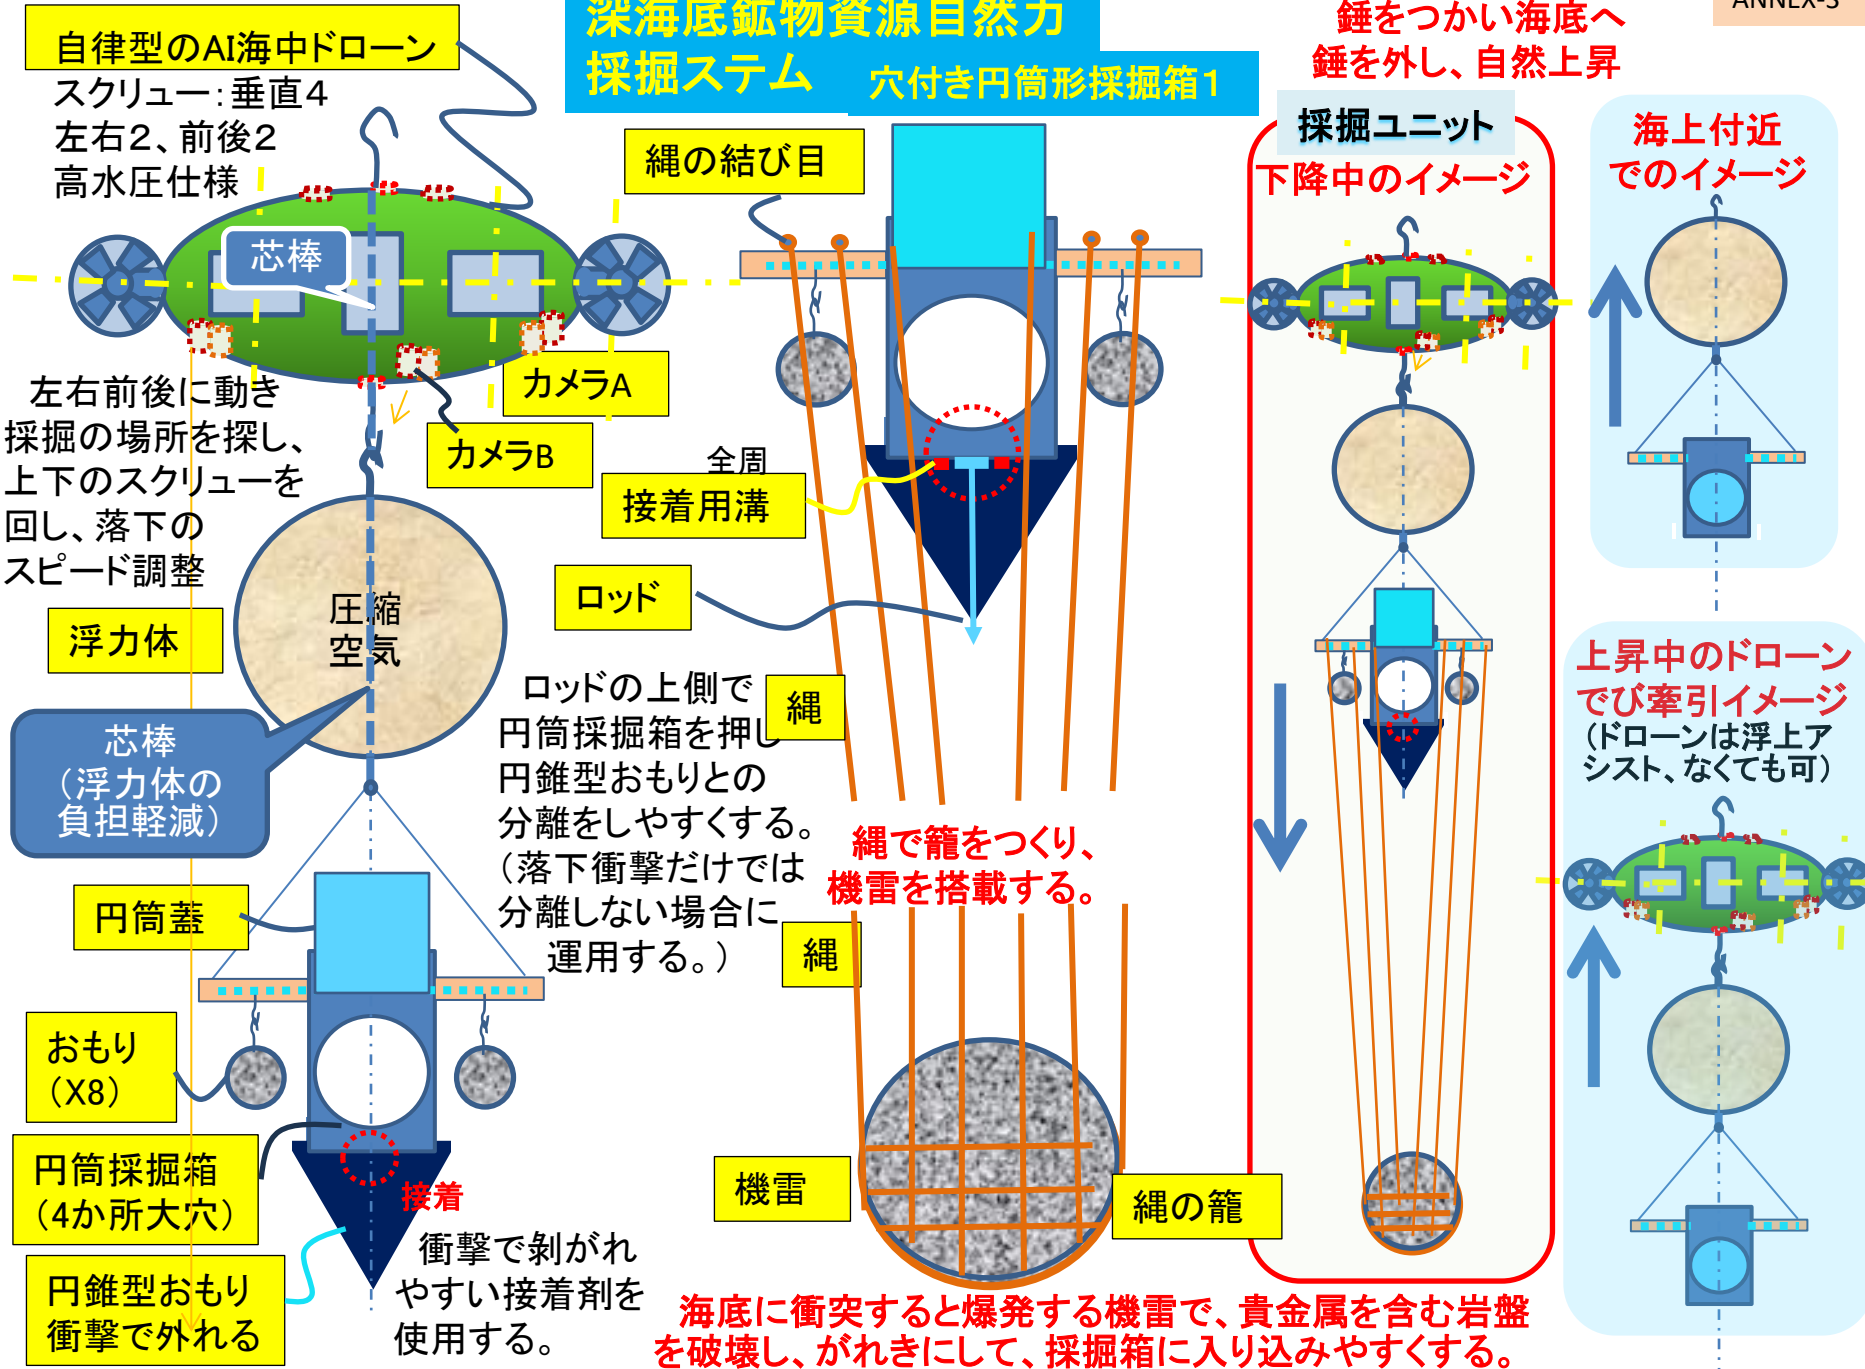 自律型のAI海中ドローン
スクリュー：垂直4
左右2、前後2
高水圧仕様
深海底鉱物資源自然力
採掘ステム
穴付き円筒形採掘箱1
錘をつかい海底へ
錘を外し、自然上昇
ANNEX-3
芯棒
カメラA
カメラB
左右前後に動き
採掘の場所を探し、
上下のスクリューを
回し、落下の
スピード調整
浮力体
圧縮
空気
芯棒
（浮力体の
負担軽減）
円筒蓋
おもり
（X8）
円筒採掘箱
（4か所大穴）
円錐型おもり
衝撃で外れる
接着
衝撃で剝がれ
やすい接着剤を
使用する。
縄の結び目
全周
接着用溝
ロッド
ロッドの上側で
円筒採掘箱を押し
円錐型おもりとの
分離をしやすくする。
（落下衝撃だけでは
分離しない場合に
運用する。）
縄
縄で籠をつくり、
機雷を搭載する。
縄
機雷
縄の籠
海底に衝突すると爆発する機雷で、貴金属を含む岩盤
を破壊し、がれきにして、採掘箱に入り込みやすくする。
採掘ユニット
下降中のイメージ
海上付近
でのイメージ
上昇中のドローン
でび牽引イメージ
（ドローンは浮上ア
シスト、なくても可）